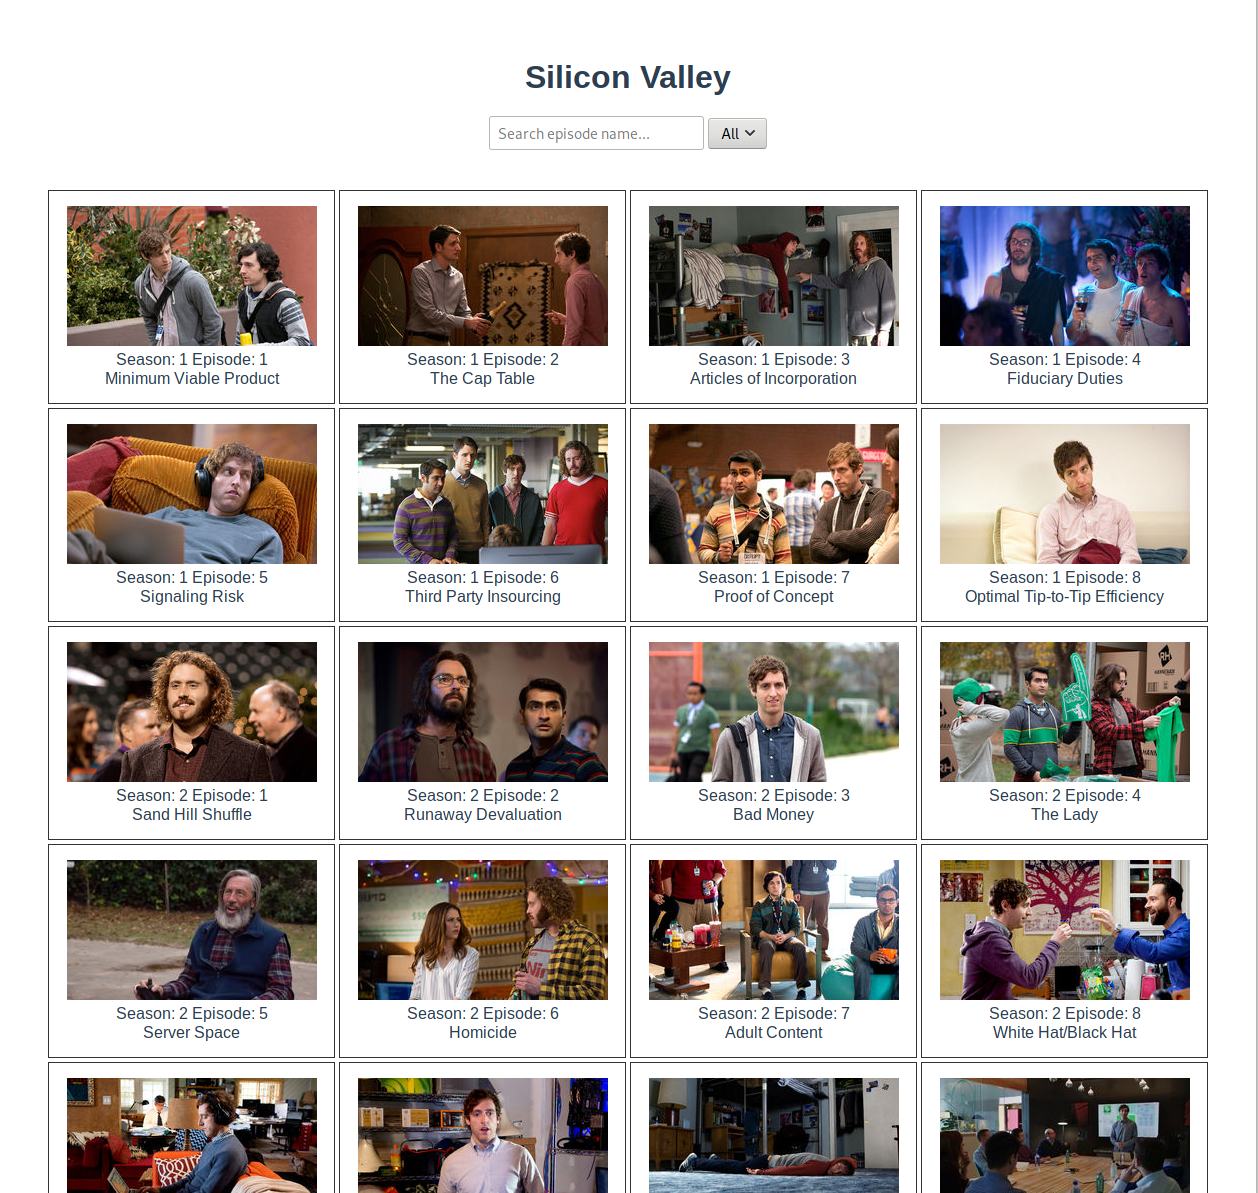 Silicon Valley
Search episode name...
All
Season: 1 Episode: 1
Minimum Viable Product
Season: 1 Episode: 2
The Cap Table
Season: 1 Episode: 3
Articles of Incorporation
Season: 1 Episode: 4
Fiduciary Duties
Season: 1 Episode: 5
Signaling Risk
Season: 1 Episode: 6
Third Party Insourcing
Season: 1 Episode: 7
Proof of Concept
Season: 1 Episode: 8
Optimal Tip-to-Tip Efficiency
RH
Season: 2 Episode: 1
Sand Hill Shuffle
Season: 2 Episode: 2
Runaway Devaluation
Season: 2 Episode: 3
Bad Money
Season: 2 Episode: 4
The Lady
Season: 2 Episode: 5
Server Space
Season: 2 Episode: 6
Homicide
Season: 2 Episode: 7
Adult Content
Season: 2 Episode: 8
White Hat/Black Hat